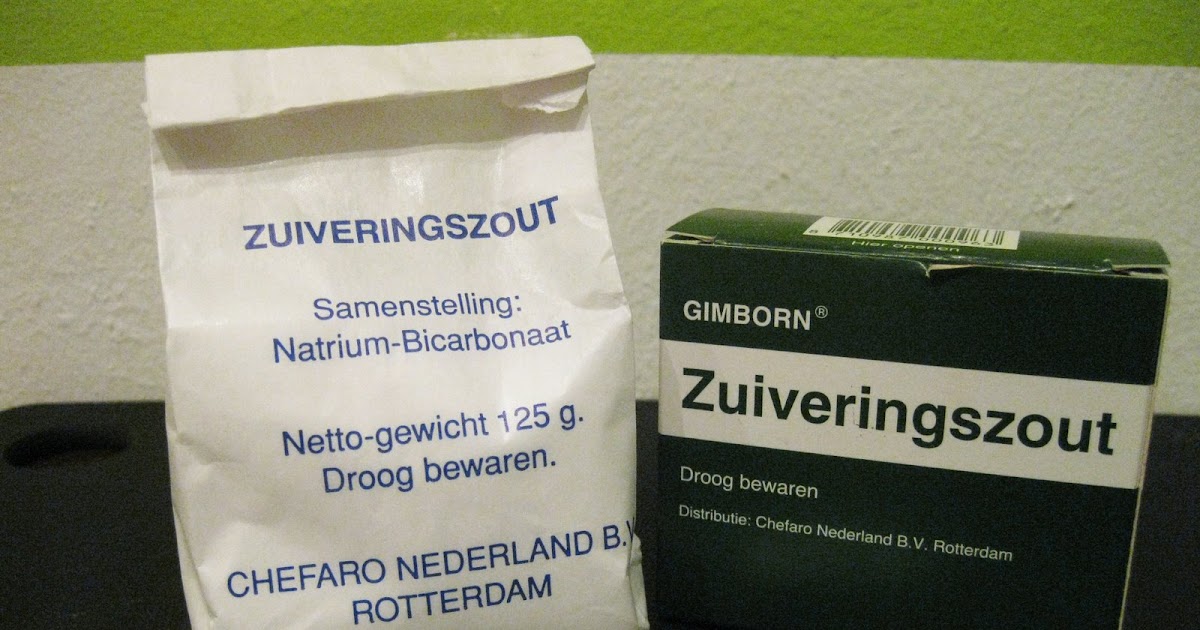 ZUIVERINGSZOUT
Samenstelling:
Natrium-Bicarbonaat
Netto-gewicht 125 g.
Droog bewaren.
CHEFARO NEDERLAND B.V
ROTTERDAM
Hier openen
GIMBORN®
Zuiveringszout
Droog bewaren
Distributie: Chefaro Nederland B.V. Rotterdam